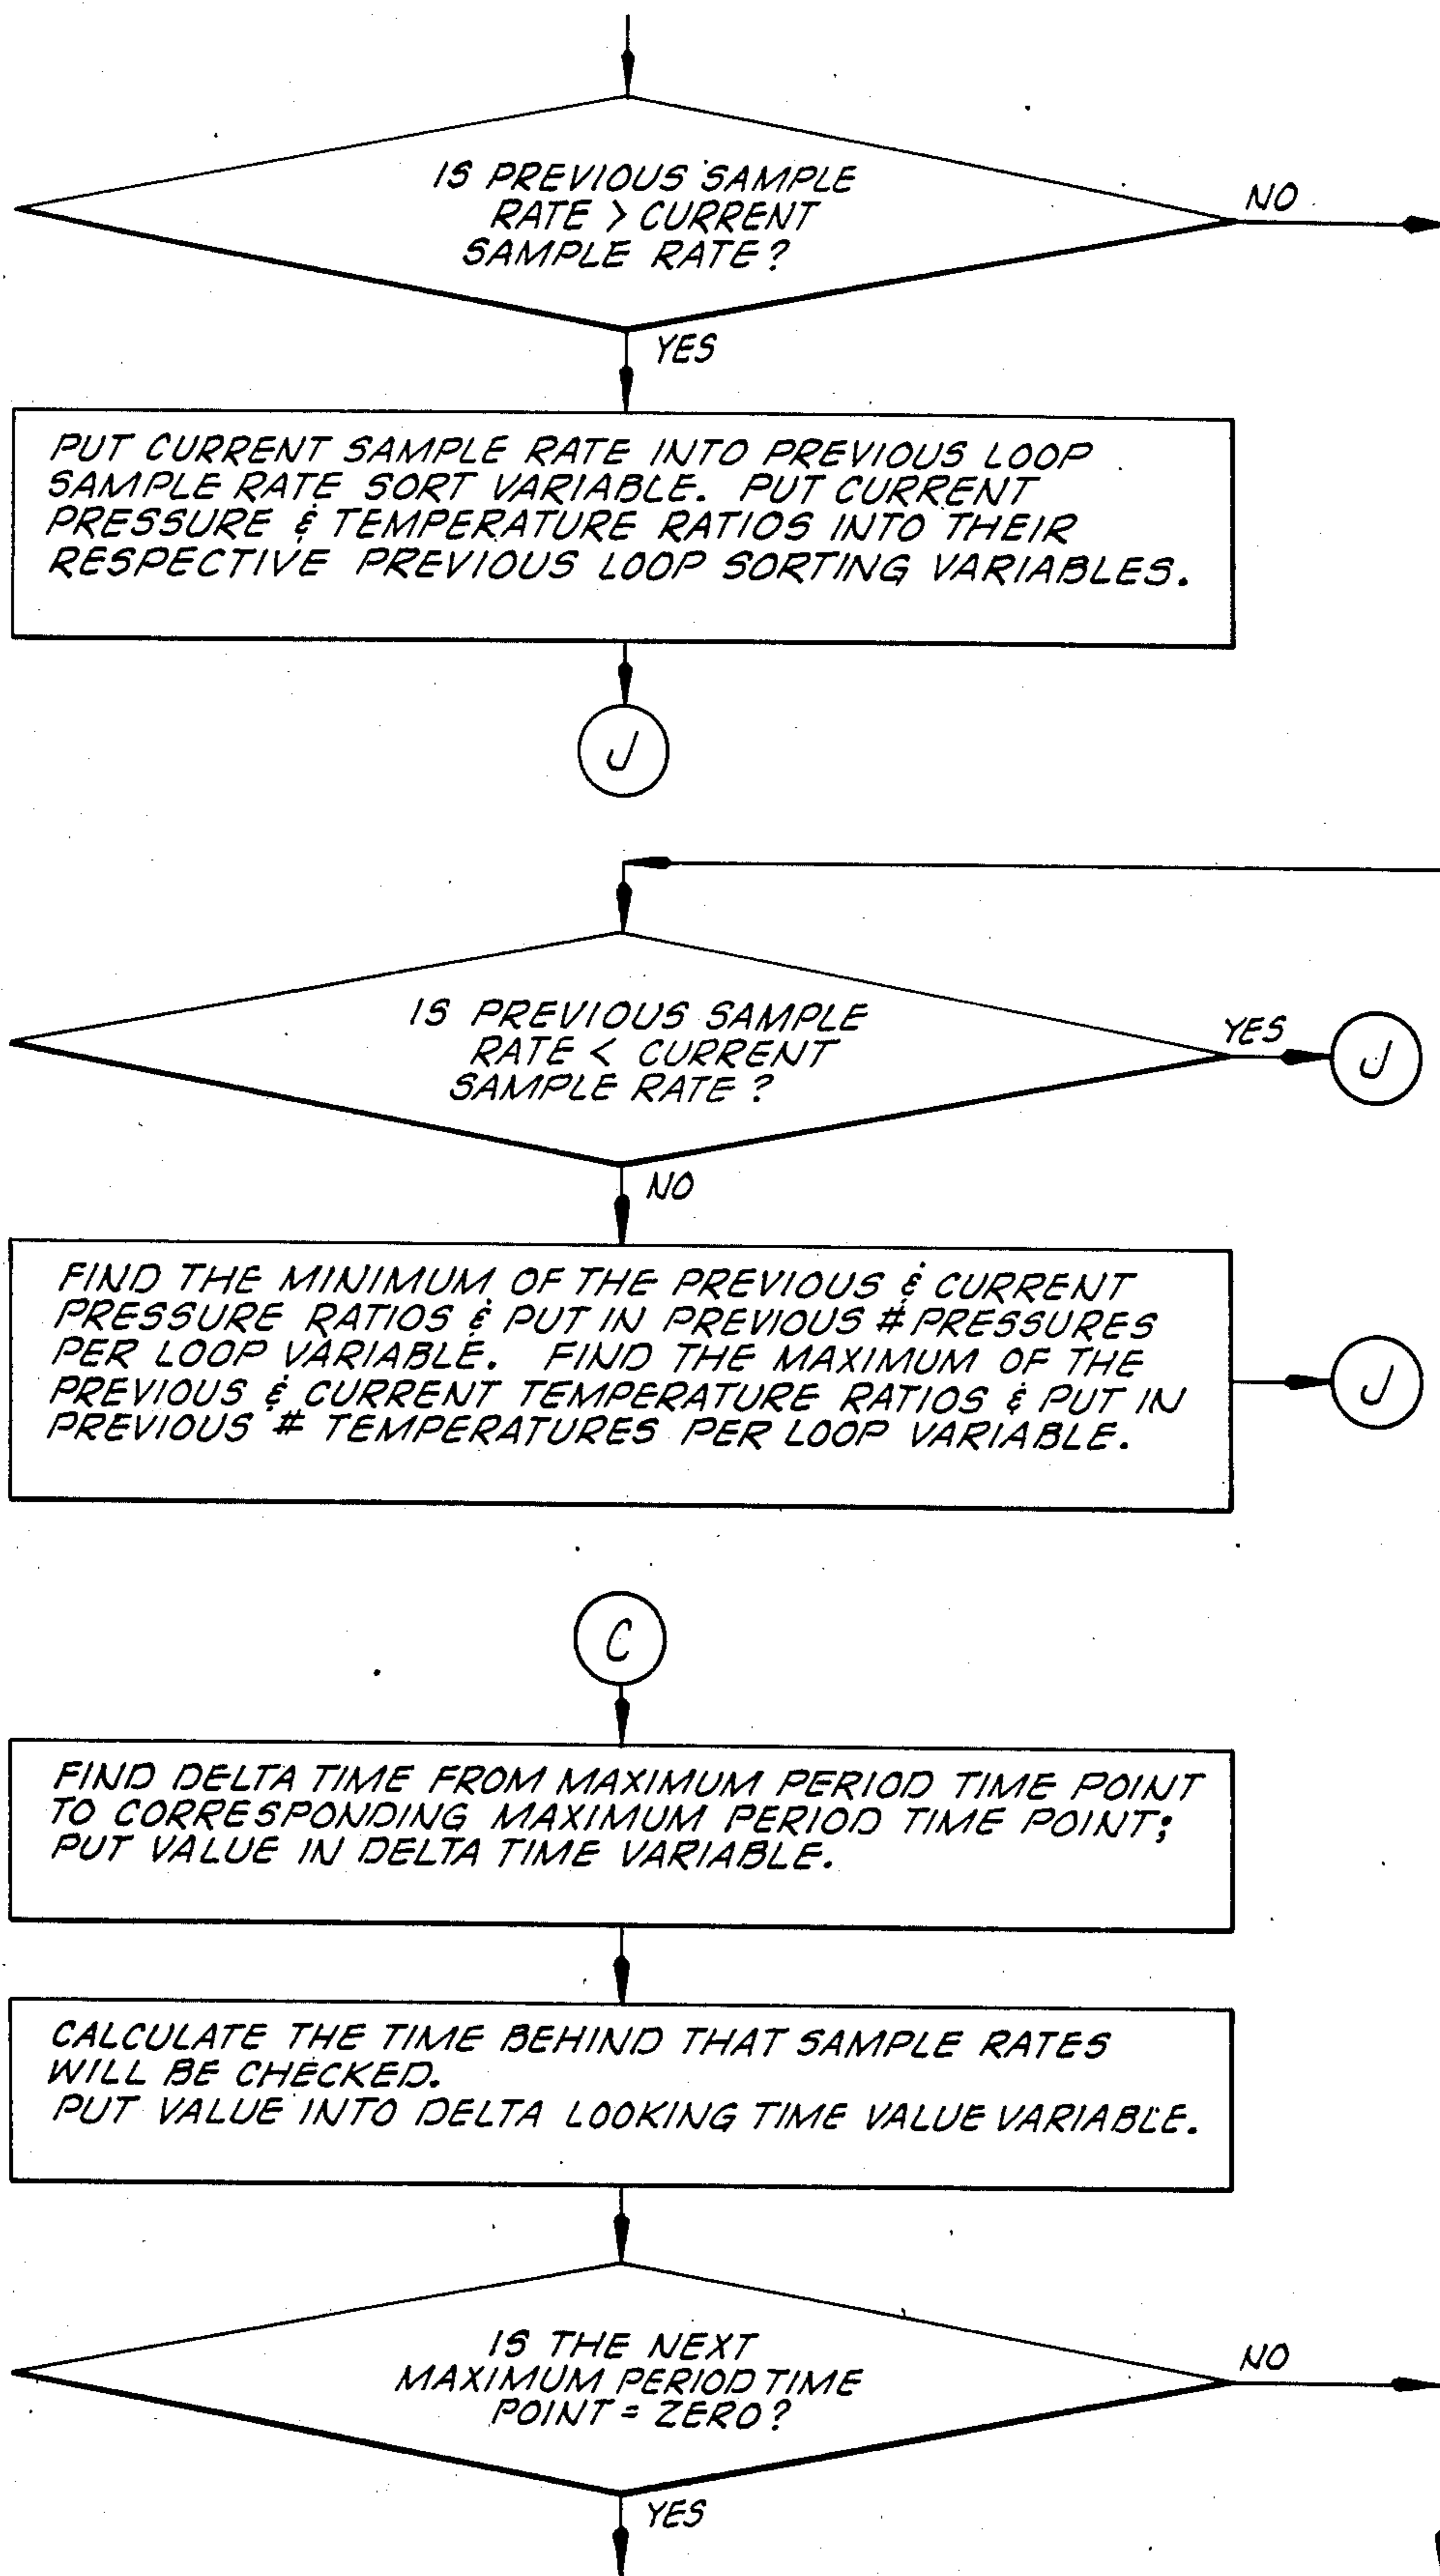 IS PREVIOUS SAMPLE
RATE > CURRENT
SAMPLE RATE?
NO
YES
PUT CURRENT SAMPLE RATE INTO PREVIOUS LOOP
SAMPLE RATE SORT VARIABLE. PUT CURRENT
PRESSURE & TEMPERATURE RATIOS INTO THEIR
RESPECTIVE PREVIOUS LOOP SORTING VARIABLES.
J
IS PREVIOUS SAMPLE
RATE < CURRENT
SAMPLE RATE?
YES
J
NO
FIND THE MINIMUM OF THE PREVIOUS & CURRENT
PRESSURE RATIOS & PUT IN PREVIOUS # PRESSURES
PER LOOP VARIABLE. FIND THE MAXIMUM OF THE
PREVIOUS & CURRENT TEMPERATURE RATIOS & PUT IN
PREVIOUS # TEMPERATURES PER LOOP VARIABLE.
J
C
FIND DELTA TIME FROM MAXIMUM PERIOD TIME POINT
TO CORRESPONDING MAXIMUM PERIOD TIME POINT;
PUT VALUE IN DELTA TIME VARIABLE.
CALCULATE THE TIME BEHIND THAT SAMPLE RATES
WILL BE CHECKED.
PUT VALUE INTO DELTA LOOKING TIME VALUE VARIABLE.
IS THE NEXT
MAXIMUM PERIOD TIME
POINT = ZERO?
NO
YES